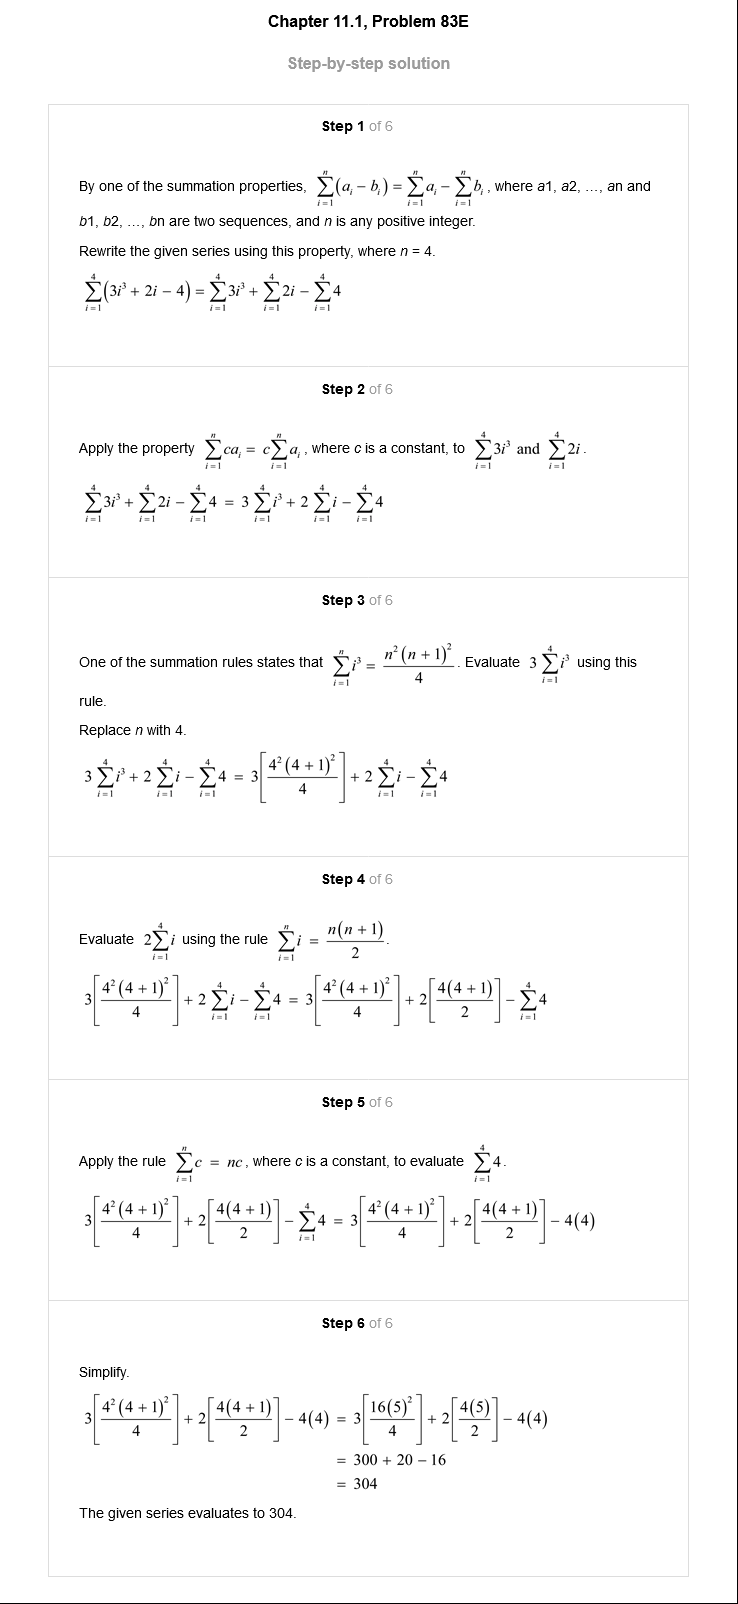 Chapter 11.1, Problem 83E
Step-by-step solution
Step 1 of 6
By one of the summation properties, $\sum_{i=1}^{n}(a_i - b_i) = \sum_{i=1}^{n}a_i - \sum_{i=1}^{n}b_i$, where a1, a2, …, an and
b1, b2, …, bn are two sequences, and n is any positive integer.
Rewrite the given series using this property, where n = 4.
$\sum_{i=1}^{4}(3i^3 + 2i - 4) = \sum_{i=1}^{4}3i^3 + \sum_{i=1}^{4}2i - \sum_{i=1}^{4}4$
Step 2 of 6
Apply the property $\sum_{i=1}^{n}ca_i = c\sum_{i=1}^{n}a_i$, where c is a constant, to $\sum_{i=1}^{4}3i^3$ and $\sum_{i=1}^{4}2i$.
$\sum_{i=1}^{4}3i^3 + \sum_{i=1}^{4}2i - \sum_{i=1}^{4}4 = 3\sum_{i=1}^{4}i^3 + 2\sum_{i=1}^{4}i - \sum_{i=1}^{4}4$
Step 3 of 6
One of the summation rules states that $\sum_{i=1}^{n}i^3 = \frac{n^2(n+1)^2}{4}$. Evaluate $3\sum_{i=1}^{4}i^3$ using this
rule.
Replace n with 4.
$3\sum_{i=1}^{4}i^3 + 2\sum_{i=1}^{4}i - \sum_{i=1}^{4}4 = 3\left[\frac{4^2(4+1)^2}{4}\right] + 2\sum_{i=1}^{4}i - \sum_{i=1}^{4}4$
Step 4 of 6
Evaluate $2\sum_{i=1}^{4}i$ using the rule $\sum_{i=1}^{n}i = \frac{n(n+1)}{2}$.
$3\left[\frac{4^2(4+1)^2}{4}\right] + 2\sum_{i=1}^{4}i - \sum_{i=1}^{4}4 = 3\left[\frac{4^2(4+1)^2}{4}\right] + 2\left[\frac{4(4+1)}{2}\right] - \sum_{i=1}^{4}4$
Step 5 of 6
Apply the rule $\sum_{i=1}^{n}c = nc$, where c is a constant, to evaluate $\sum_{i=1}^{4}4$.
$3\left[\frac{4^2(4+1)^2}{4}\right] + 2\left[\frac{4(4+1)}{2}\right] - \sum_{i=1}^{4}4 = 3\left[\frac{4^2(4+1)^2}{4}\right] + 2\left[\frac{4(4+1)}{2}\right] - 4(4)$
Step 6 of 6
Simplify.
$3\left[\frac{4^2(4+1)^2}{4}\right] + 2\left[\frac{4(4+1)}{2}\right] - 4(4) = 3\left[\frac{16(5)^2}{4}\right] + 2\left[\frac{4(5)}{2}\right] - 4(4)$
= 300 + 20 − 16
= 304
The given series evaluates to 304.